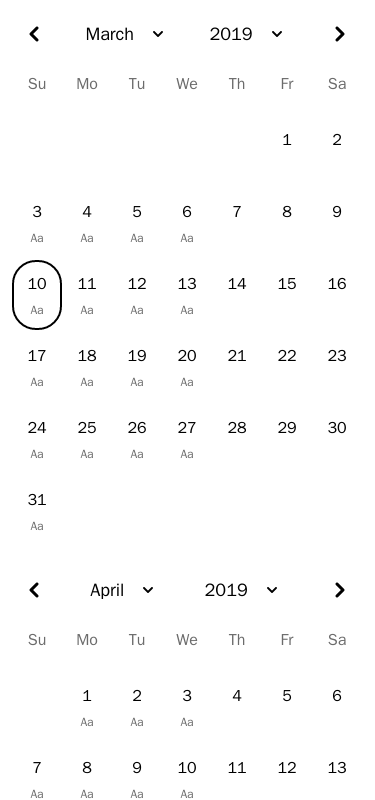 March 2019
Su Mo Tu We Th Fr Sa
1 2
3 4 5 6 7 8 9
Aa Aa Aa Aa
10 11 12 13 14 15 16
Aa Aa Aa Aa
17 18 19 20 21 22 23
Aa Aa Aa Aa
24 25 26 27 28 29 30
Aa Aa Aa Aa
31
Aa
April 2019
Su Mo Tu We Th Fr Sa
1 2 3 4 5 6
Aa Aa Aa
7 8 9 10 11 12 13
Aa Aa Aa Aa